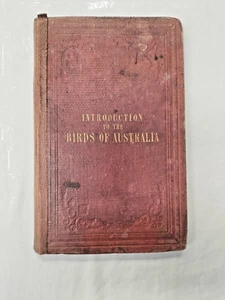 INTRODUCTION
TO THE
BIRDS OF AUSTRALIA